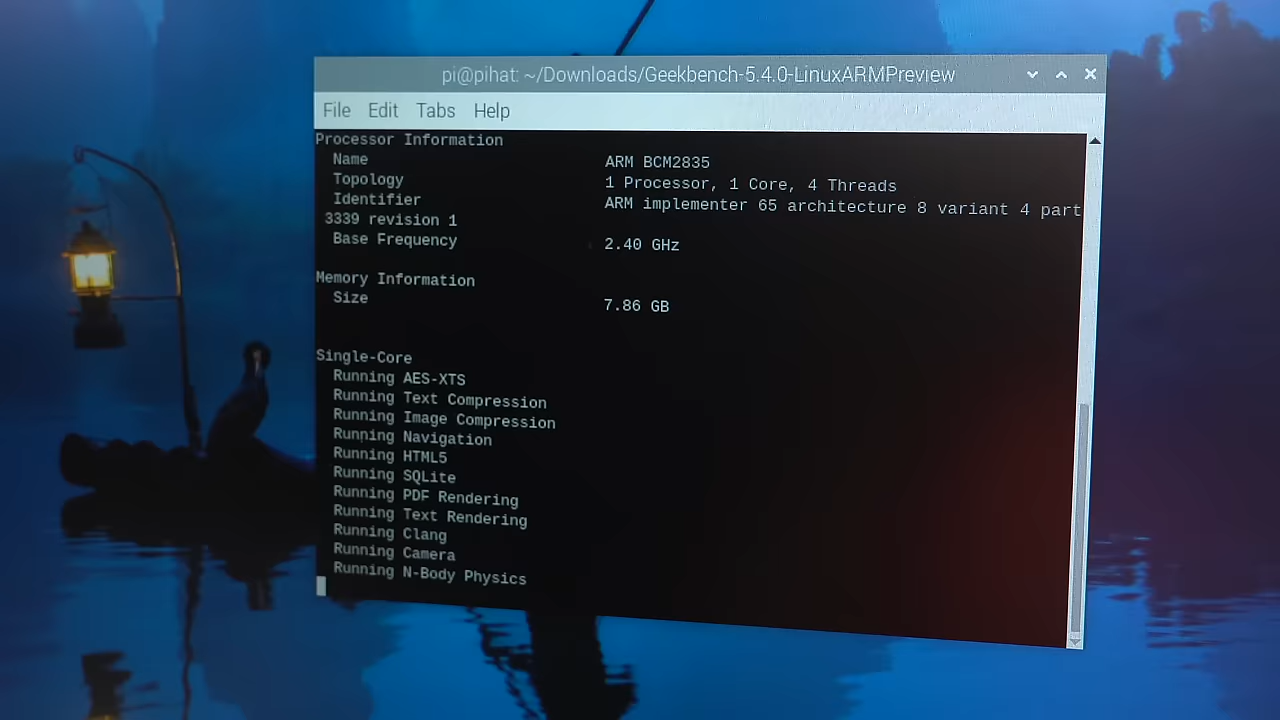 pi@pihat: ~/Downloads/Geekbench-5.4.0-LinuxARMPreview
File Edit Tabs Help
Processor Information
Name ARM BCM2835
Topology 1 Processor, 1 Core, 4 Threads
Identifier ARM implementer 65 architecture 8 variant 4 part
3339 revision 1
Base Frequency 2.40 GHz
Memory Information
Size 7.86 GB
Single-Core
Running AES-XTS
Running Text Compression
Running Image Compression
Running Navigation
Running HTML5
Running SQLite
Running PDF Rendering
Running Text Rendering
Running Clang
Running Camera
Running N-Body Physics